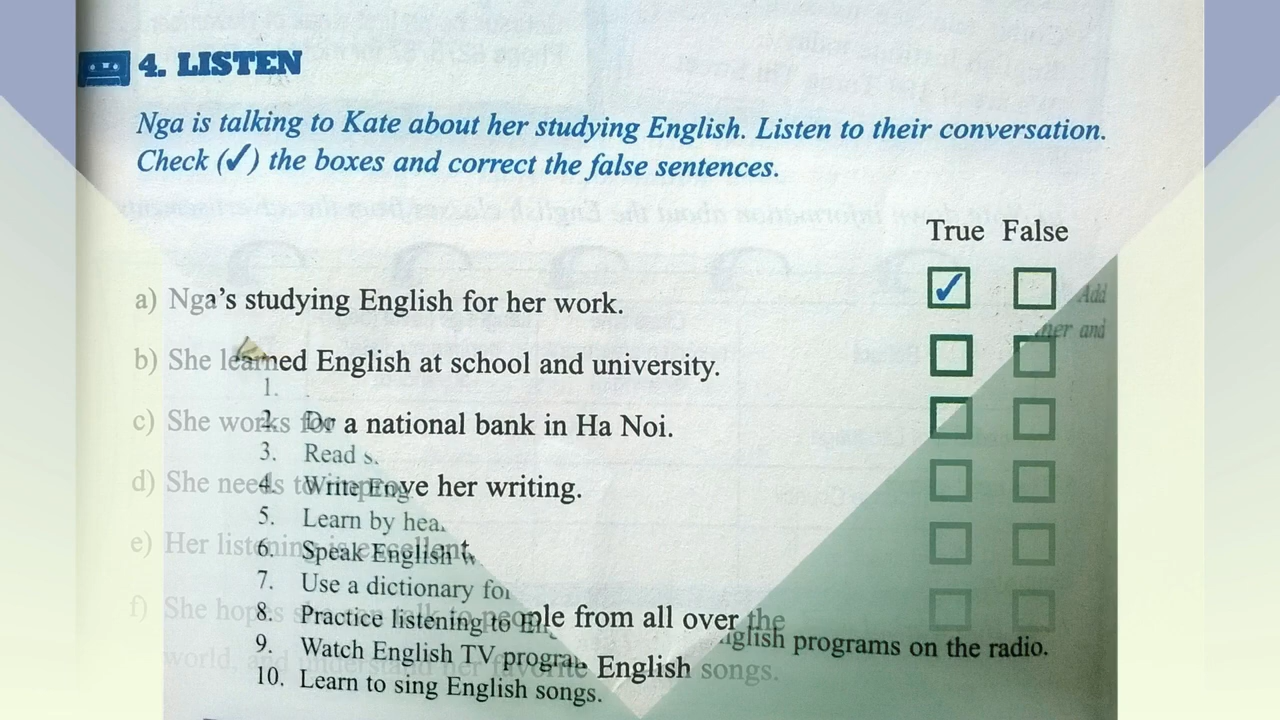 4. LISTEN
Nga is talking to Kate about her studying English. Listen to their conversation.
Check (✓) the boxes and correct the false sentences.
True False
a) Nga's studying English for her work.
Add
and
b) She learned English at school and university.
1.
c) She works for a national bank in Ha Noi.
2. Do
3. Read
d) She needs to improve her writing.
4. Write Eng
5. Learn by
e) Her listening is excellent.
6. Speak English
7. Use a dictionary for
f) She hopes she can talk to people from all over the
8. Practice listening to English programs on the radio.
9. Watch English TV
world, and understand her favorite English songs.
10. Learn to sing English songs.